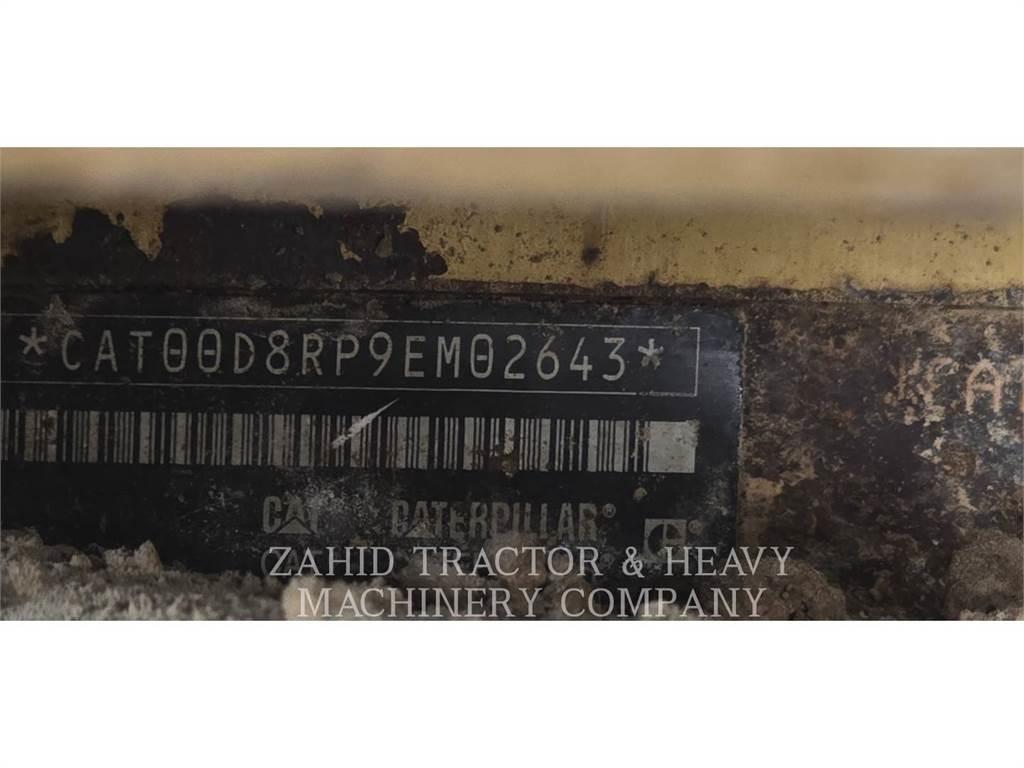 *CAT00D8RP9EM02643*
CAT CATERPILLAR®
ZAHID TRACTOR & HEAVY
MACHINERY COMPANY